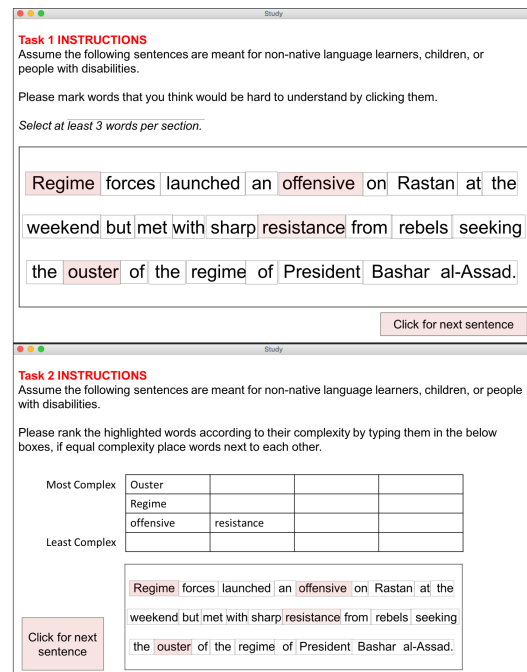 Study
Task 1 INSTRUCTIONS
Assume the following sentences are meant for non-native language learners, children, or
people with disabilities.
Please mark words that you think would be hard to understand by clicking them.
Select at least 3 words per section.
Regime forces launched an offensive on Rastan at the
weekend but met with sharp resistance from rebels seeking
the ouster of the regime of President Bashar al-Assad.
Click for next sentence
Study
Task 2 INSTRUCTIONS
Assume the following sentences are meant for non-native language learners, children, or people
with disabilities.
Please rank the highlighted words according to their complexity by typing them in the below
boxes, if equal complexity place words next to each other.
Most Complex Ouster
Regime
offensive resistance
Least Complex
Regime forces launched an offensive on Rastan at the
weekend but met with sharp resistance from rebels seeking
the ouster of the regime of President Bashar al-Assad.
Click for next
sentence